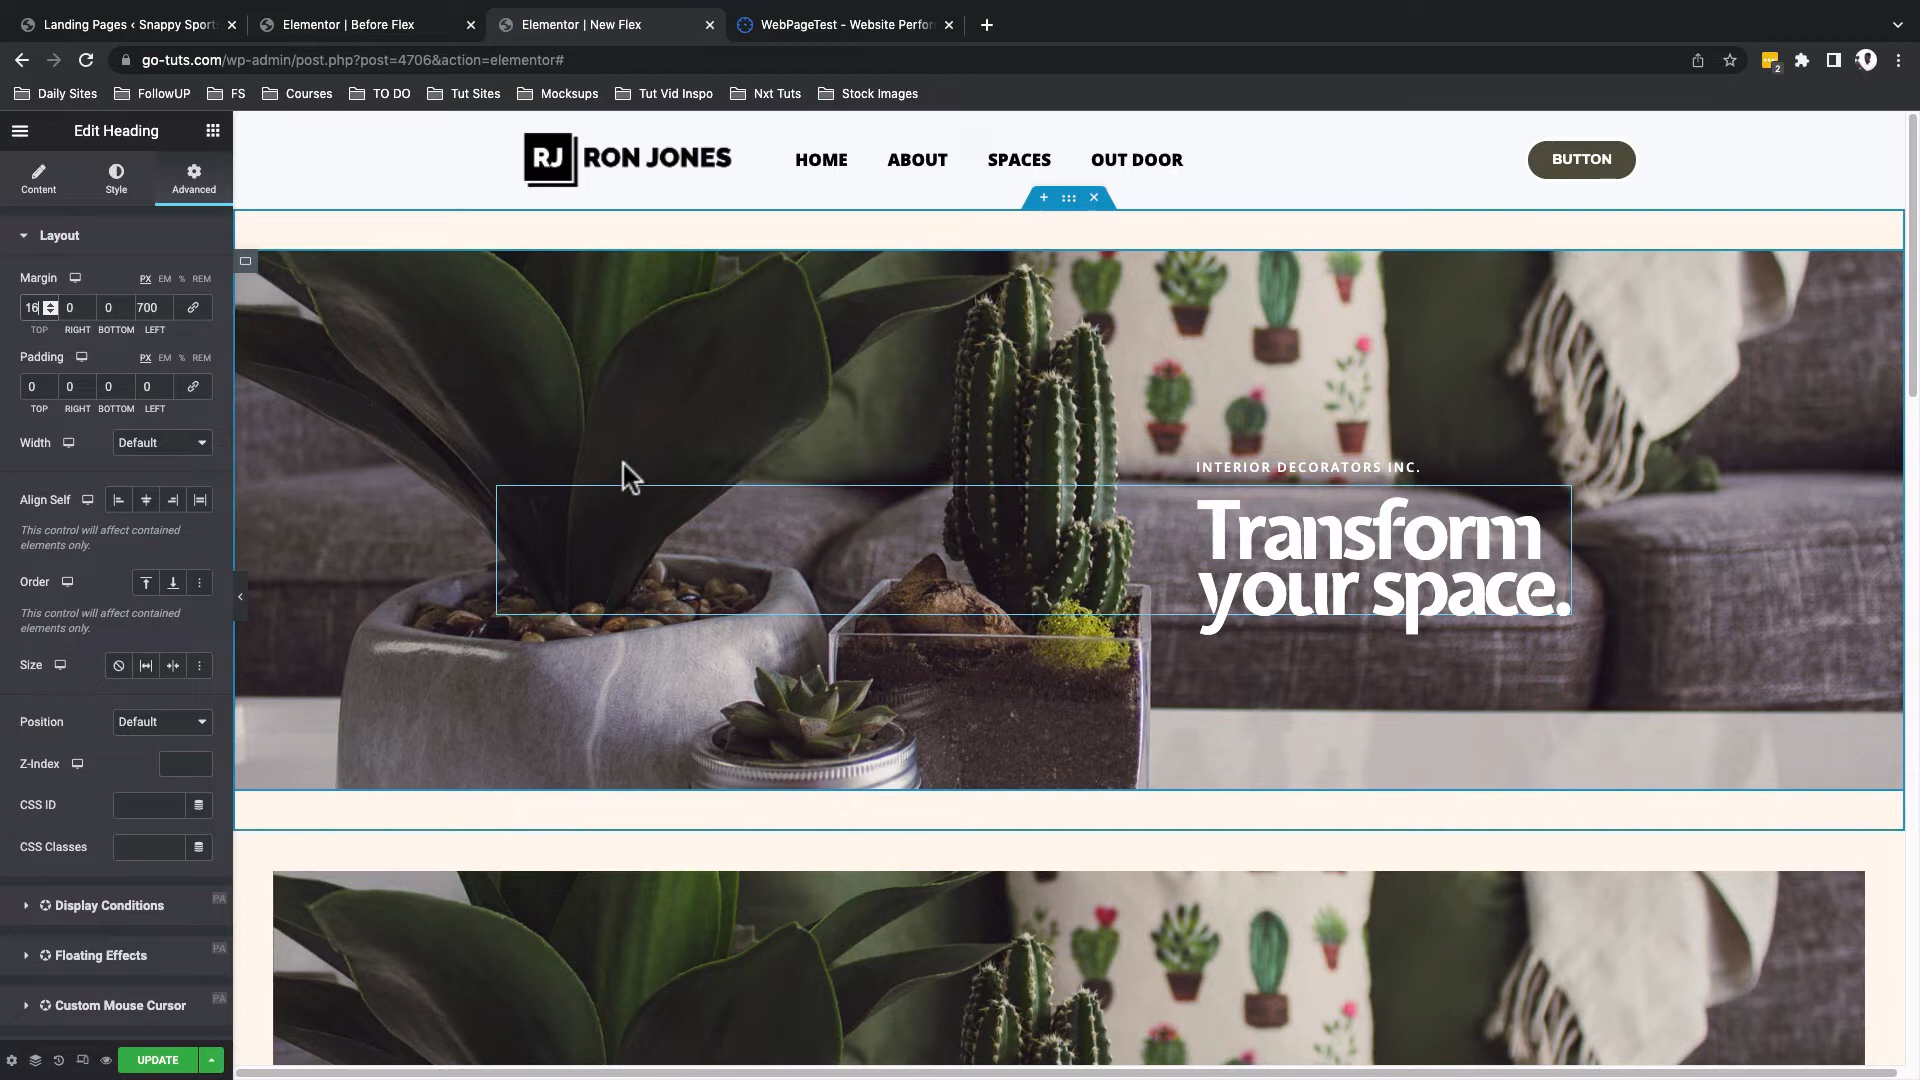 Landing Pages ‹ Snappy Sport
Elementor | Before Flex
Elementor | New Flex
WebPageTest - Website Perfor
go-tuts.com/wp-admin/post.php?post=4706&action=elementor#
2
Daily Sites
FollowUP
FS
Courses
TO DO
Tut Sites
Mocksups
Tut Vid Inspo
Nxt Tuts
Stock Images
Edit Heading
Content
Style
Advanced
Layout
Margin
PX EM % REM
16 0 0 700
TOP RIGHT BOTTOM LEFT
Padding
PX EM % REM
0 0 0 0
TOP RIGHT BOTTOM LEFT
Width
Default
Align Self
This control will affect contained
elements only.
Order
This control will affect contained
elements only.
Size
Position
Default
Z-Index
CSS ID
CSS Classes
Display Conditions
PA
Floating Effects
PA
Custom Mouse Cursor
PA
UPDATE
RJ RON JONES
HOME
ABOUT
SPACES
OUT DOOR
BUTTON
INTERIOR DECORATORS INC.
Transform
your space.